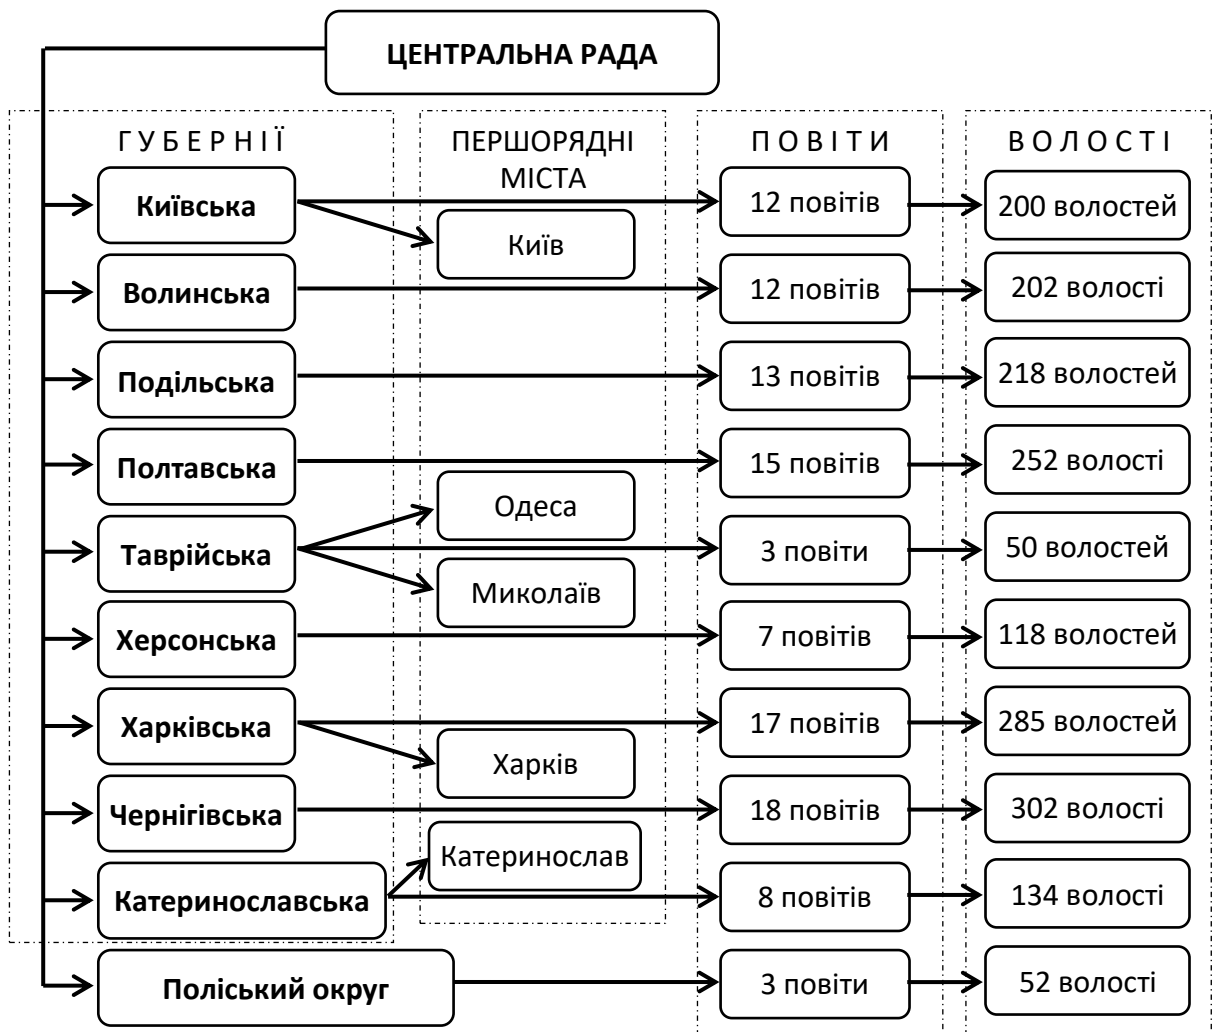 ЦЕНТРАЛЬНА РАДА
ГУБЕРНІЇ
ПЕРШОРЯДНІ
МІСТА
ПОВІТИ
ВОЛОСТІ
Київська
Київ
12 повітів
200 волостей
Волинська
12 повітів
202 волості
Подільська
13 повітів
218 волостей
Полтавська
15 повітів
252 волості
Таврійська
Одеса
Миколаїв
3 повіти
50 волостей
Херсонська
7 повітів
118 волостей
Харківська
Харків
17 повітів
285 волостей
Чернігівська
18 повітів
302 волості
Катеринославська
Катеринослав
8 повітів
134 волості
Поліський округ
3 повіти
52 волості